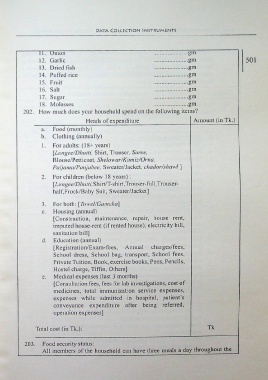 DATA COLLECTION INSTRUMENTS
11. Onion ....................gm
12. Garlic ....................gm
501
13. Dried fish ....................gm
14. Puffed rice ....................gm
15. Fruit ....................gm
16. Salt ....................gm
17. Sugar ....................gm
18. Molasses ....................gm
202. How much does your household spend on the following items?
Heads of expenditure Amount (in Tk.)
a. Food (monthly)
b. Clothing (annually)
1. For adults: (18+ years)
[Longee/Dhuti, Shirt, Trouser, Saree,
Blouse/Petticoat, Shelowar/Kamiz/Orna,
Pajama/Panjabee, Sweater/Jacket, chador/shawl]
2. For children (below 18 years):
[Longee/Dhuti/Shirt/T-shirt,Trouser-full,Trouser-
half,Frock/Baby Suit, Sweater/Jacket]
3. For both: [Towel/Gamcha]
c. Housing (annual)
[Construction, maintenance, repair, house rent,
imputed house-rent (if rented house), electricity bill,
sanitation bill]
d. Education (annual)
[Registration/Exam-fees, Annual charges/fees,
School dress, School bag, transport, School fees,
Private Tuition, Book, exercise books, Pens, Pencils,
Hostel charge, Tiffin, Others]
e. Medical expenses (last 3 months)
[Consultation fees, fees for lab investigations, cost of
medicines, total immunization service expenses,
expenses while admitted in hospital, patient's
conveyance expenditure after being referred,
operation expenses]
Total cost (in Tk.): Tk
203. Food security status:
All members of the household can have three meals a day throughout the